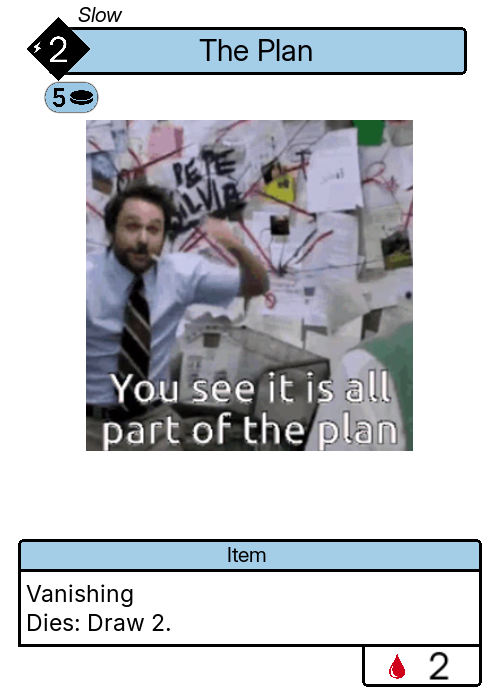 Slow
2
The Plan
5
PEPE
SILVIA
You see it is all
part of the plan
Item
Vanishing
Dies: Draw 2.
2